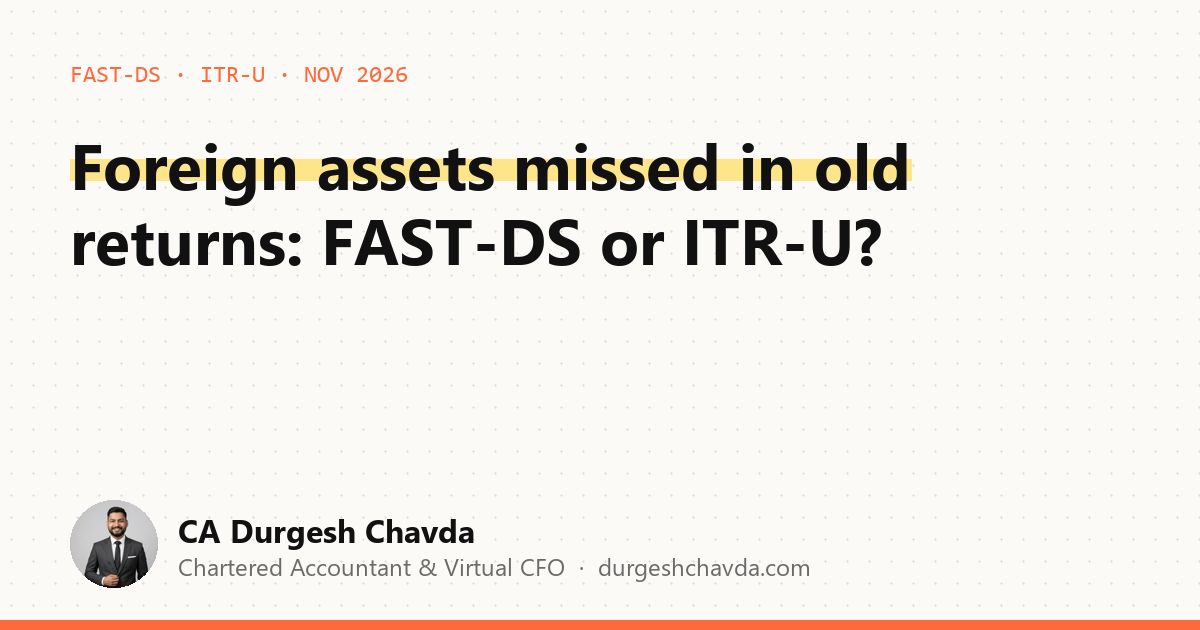 FAST-DS · ITR-U · NOV 2026
Foreign assets missed in old
returns: FAST-DS or ITR-U?
CA Durgesh Chavda
Chartered Accountant & Virtual CFO · durgeshchavda.com